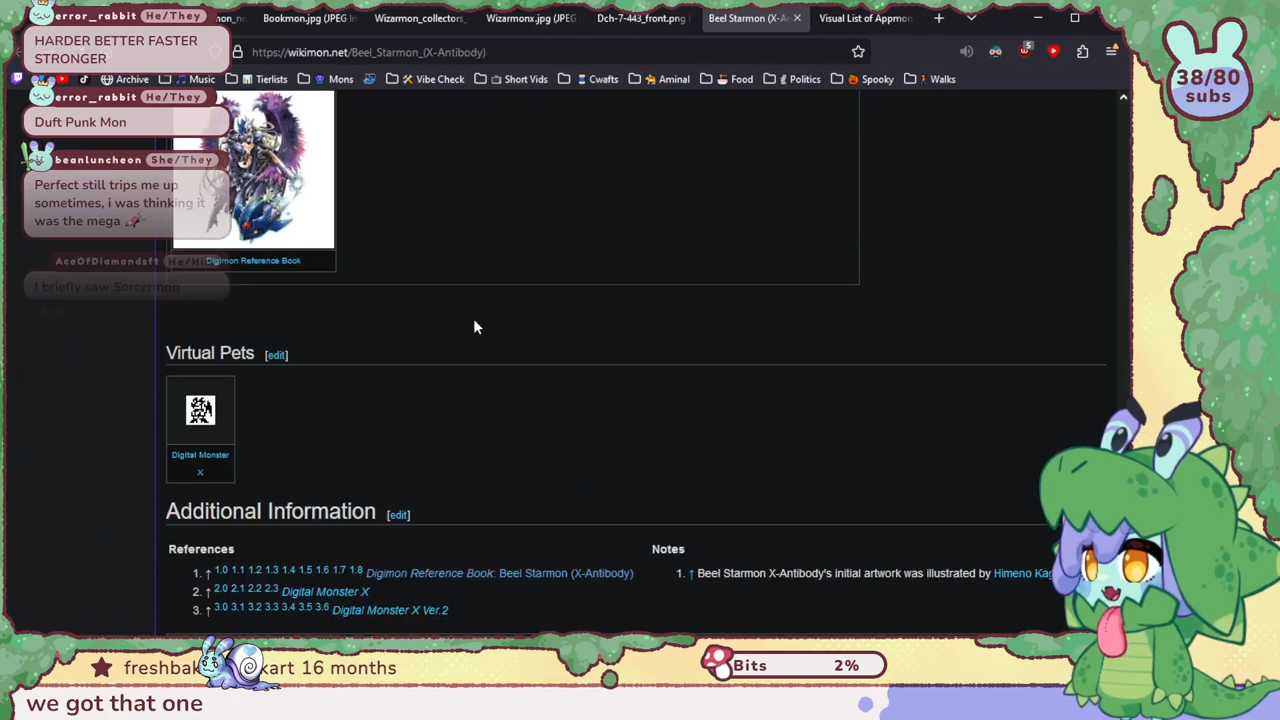 error_rabbit He/They
HARDER BETTER FASTER
STRONGER
error_rabbit He/They
Duft Punk Mon
beanluncheon She/They
Perfect still trips me up
sometimes, i was thinking it
was the mega
AceOfDiamondsft
I briefly saw Sorcermon
Bookmon.jpg (JPEG I
Wizarmon_collectors_
Wizarmonx.jpg (JPEG
Dch-7-443_front.png
Beel Starmon (X-A
Visual List of Appmon
https://wikimon.net/Beel_Starmon_(X-Antibody)
5
Archive
Music
Tierlists
Mons
Vibe Check
Short Vids
Cwafts
Aminal
Food
Politics
Spooky
Walks
38/80
subs
Digimon Reference Book
Virtual Pets [edit]
Digital Monster
X
Additional Information [edit]
References
1. ↑ 1.0 1.1 1.2 1.3 1.4 1.5 1.6 1.7 1.8 Digimon Reference Book: Beel Starmon (X-Antibody)
2. ↑ 2.0 2.1 2.2 2.3 Digital Monster X
3. ↑ 3.0 3.1 3.2 3.3 3.4 3.5 3.6 Digital Monster X Ver.2
Notes
1. ↑ Beel Starmon X-Antibody's initial artwork was illustrated by Himeno Kag
freshbak kart 16 months
Bits 2%
we got that one